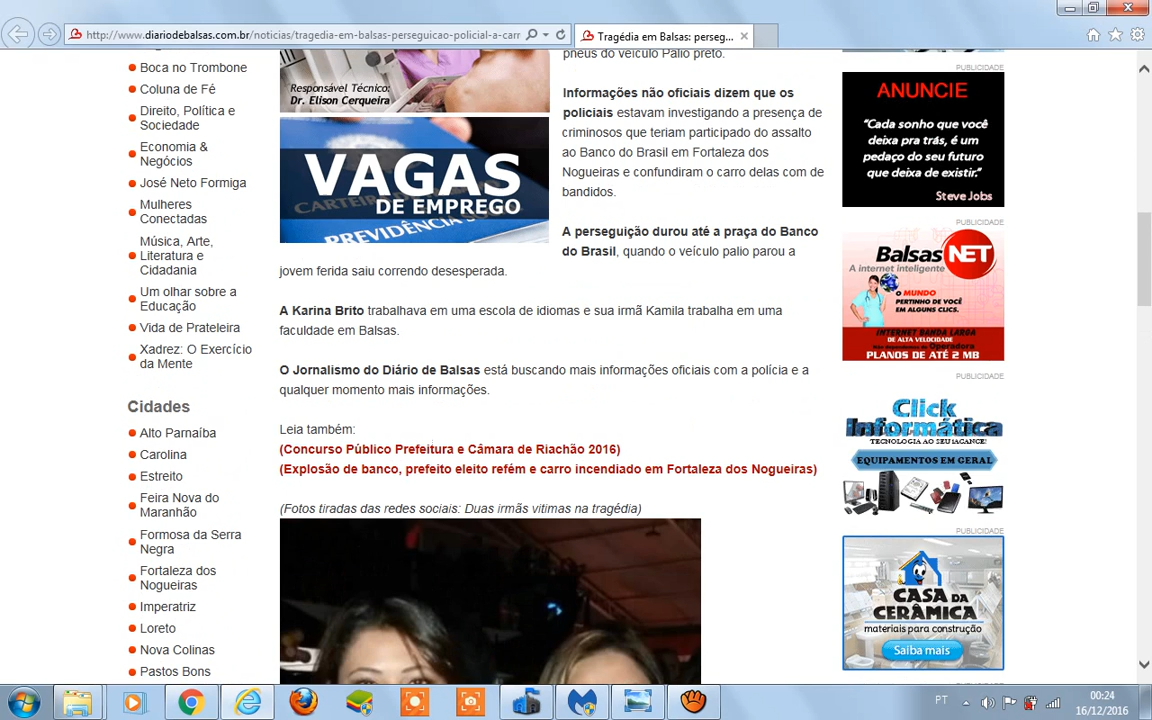 http://www.diariodebalsas.com.br/noticias/tragedia-em-balsas-perseguicao-policial-a-carr
Tragédia em Balsas: perseg...
Boca no Trombone
Coluna de Fé
Direito, Política e
Sociedade
Economia &
Negócios
José Neto Formiga
Mulheres
Conectadas
Música, Arte,
Literatura e
Cidadania
Um olhar sobre a
Educação
Vida de Prateleira
Xadrez: O Exercício
da Mente
Cidades
Alto Parnaíba
Carolina
Estreito
Feira Nova do
Maranhão
Formosa da Serra
Negra
Fortaleza dos
Nogueiras
Imperatriz
Loreto
Nova Colinas
Pastos Bons
Responsável Técnico:
Dr. Elison Cerqueira
VAGAS
DE EMPREGO
CARTEIRA DE
PREVIDÊNCIA SOCIAL
pneus do veículo Pálio preto.
Informações não oficiais dizem que os
policiais estavam investigando a presença de
criminosos que teriam participado do assalto
ao Banco do Brasil em Fortaleza dos
Nogueiras e confundiram o carro delas com de
bandidos.
A perseguição durou até a praça do Banco
do Brasil, quando o veículo palio parou a
jovem ferida saiu correndo desesperada.
A Karina Brito trabalhava em uma escola de idiomas e sua irmã Kamila trabalha em uma
faculdade em Balsas.
O Jornalismo do Diário de Balsas está buscando mais informações oficiais com a polícia e a
qualquer momento mais informações.
Leia também:
(Concurso Público Prefeitura e Câmara de Riachão 2016)
(Explosão de banco, prefeito eleito refém e carro incendiado em Fortaleza dos Nogueiras)
(Fotos tiradas das redes sociais: Duas irmãs vitimas na tragédia)
PUBLICIDADE
ANUNCIE
“Cada sonho que você
deixa pra trás, é um
pedaço do seu futuro
que deixa de existir.”
Steve Jobs
PUBLICIDADE
Balsas NET
A internet inteligente
O MUNDO
PERTINHO DE VOCÊ
EM ALGUNS CLICS.
INTERNET BANDA LARGA
DE ALTA VELOCIDADE
PLANOS DE ATÉ 2 MB
PUBLICIDADE
Click
Informática
TECNOLOGIA AO SEU ALCANCE!
EQUIPAMENTOS EM GERAL
PUBLICIDADE
CASA DA
CERÂMICA
materiais para construção
Saiba mais
PT
00:24
16/12/2016